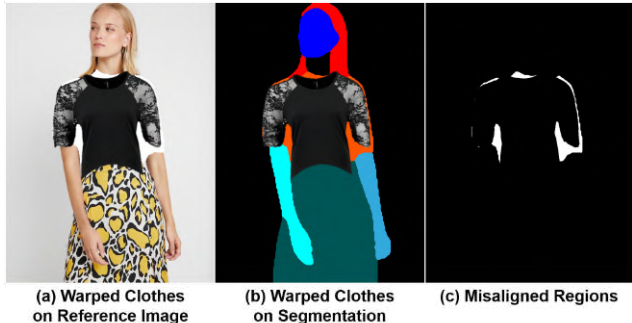 (a) Warped Clothes
on Reference Image
(b) Warped Clothes
on Segmentation
(c) Misaligned Regions